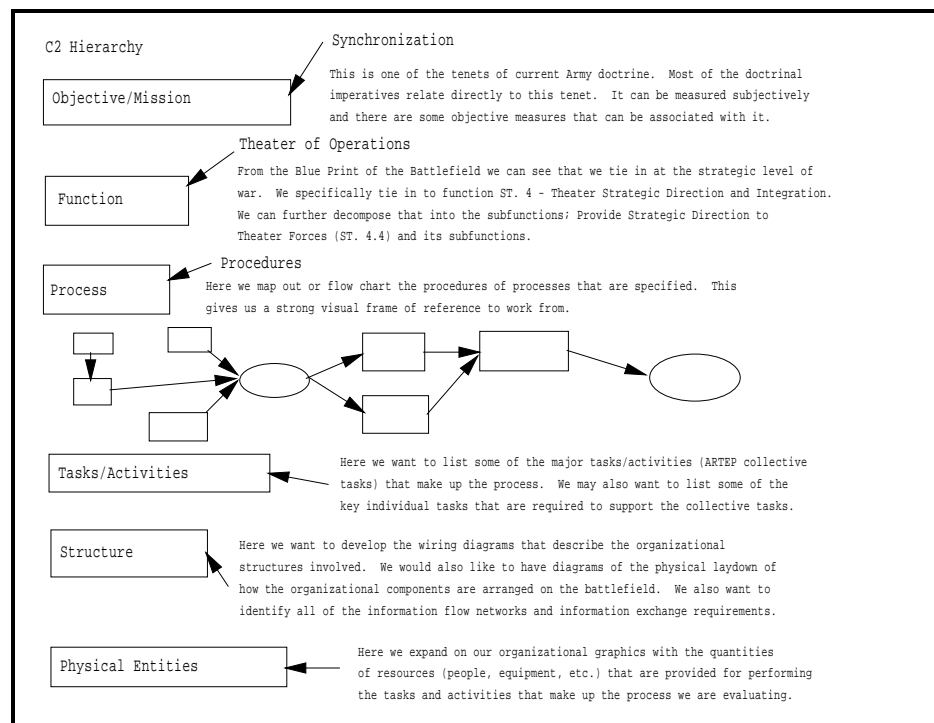 C2 Hierarchy
Synchronization
Objective/Mission
This is one of the tenets of current Army doctrine. Most of the doctrinal
imperatives relate directly to this tenet. It can be measured subjectively
and there are some objective measures that can be associated with it.
Theater of Operations
Function
From the Blue Print of the Battlefield we can see that we tie in at the strategic level of
war. We specifically tie in to function ST. 4 - Theater Strategic Direction and Integration.
We can further decompose that into the subfunctions; Provide Strategic Direction to
Theater Forces (ST. 4.4) and its subfunctions.
Procedures
Process
Here we map out or flow chart the procedures of processes that are specified. This
gives us a strong visual frame of reference to work from.
Tasks/Activities
Here we want to list some of the major tasks/activities (ARTEP collective
tasks) that make up the process. We may also want to list some of the
key individual tasks that are required to support the collective tasks.
Structure
Here we want to develop the wiring diagrams that describe the organizational
structures involved. We would also like to have diagrams of the physical laydown of
how the organizational components are arranged on the battlefield. We also want to
identify all of the information flow networks and information exchange requirements.
Physical Entities
Here we expand on our organizational graphics with the quantities
of resources (people, equipment, etc.) that are provided for performing
the tasks and activities that make up the process we are evaluating.